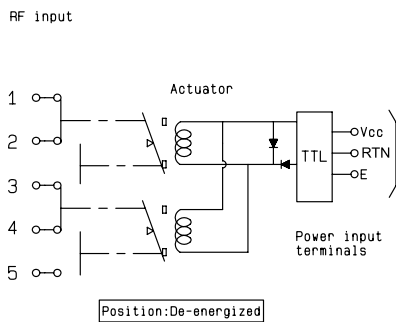 RF input
Actuator
1
2
3
4
5
TTL
Vcc
RTN
E
Power input
terminals
Position:De-energized